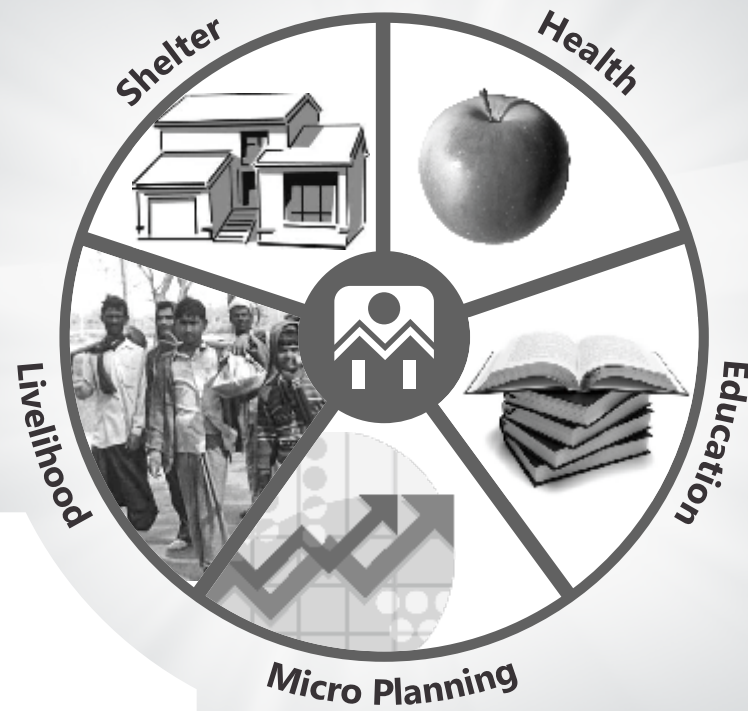 Shelter
Health
Livelihood
Education
Micro Planning